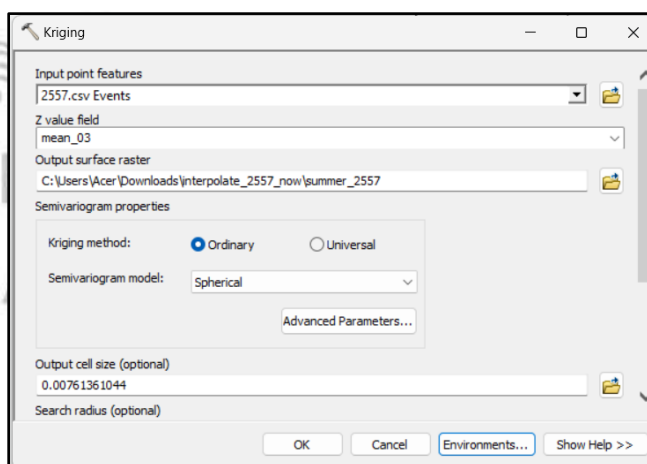 Kriging
Input point features
2557.csv Events
Z value field
mean_03
Output surface raster
C:\Users\Acer\Downloads\interpolate_2557_now\summer_2557
Semivariogram properties
Kriging method: Ordinary Universal
Semivariogram model: Spherical
Advanced Parameters...
Output cell size (optional)
0.00761361044
Search radius (optional)
OK Cancel Environments... Show Help >>